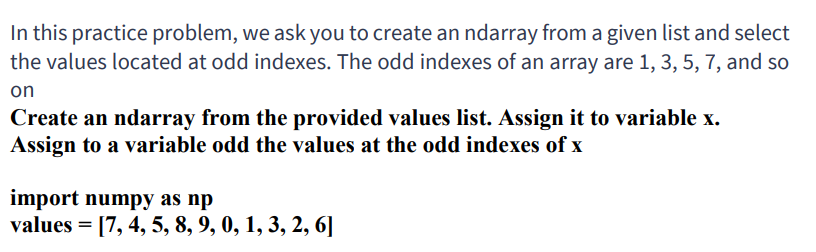 In this practice problem, we ask you to create an ndarray from a given list and select
the values located at odd indexes. The odd indexes of an array are 1, 3, 5, 7, and so
on
Create an ndarray from the provided values list. Assign it to variable x.
Assign to a variable odd the values at the odd indexes of x
import numpy as np
values = [7, 4, 5, 8, 9, 0, 1, 3, 2, 6]